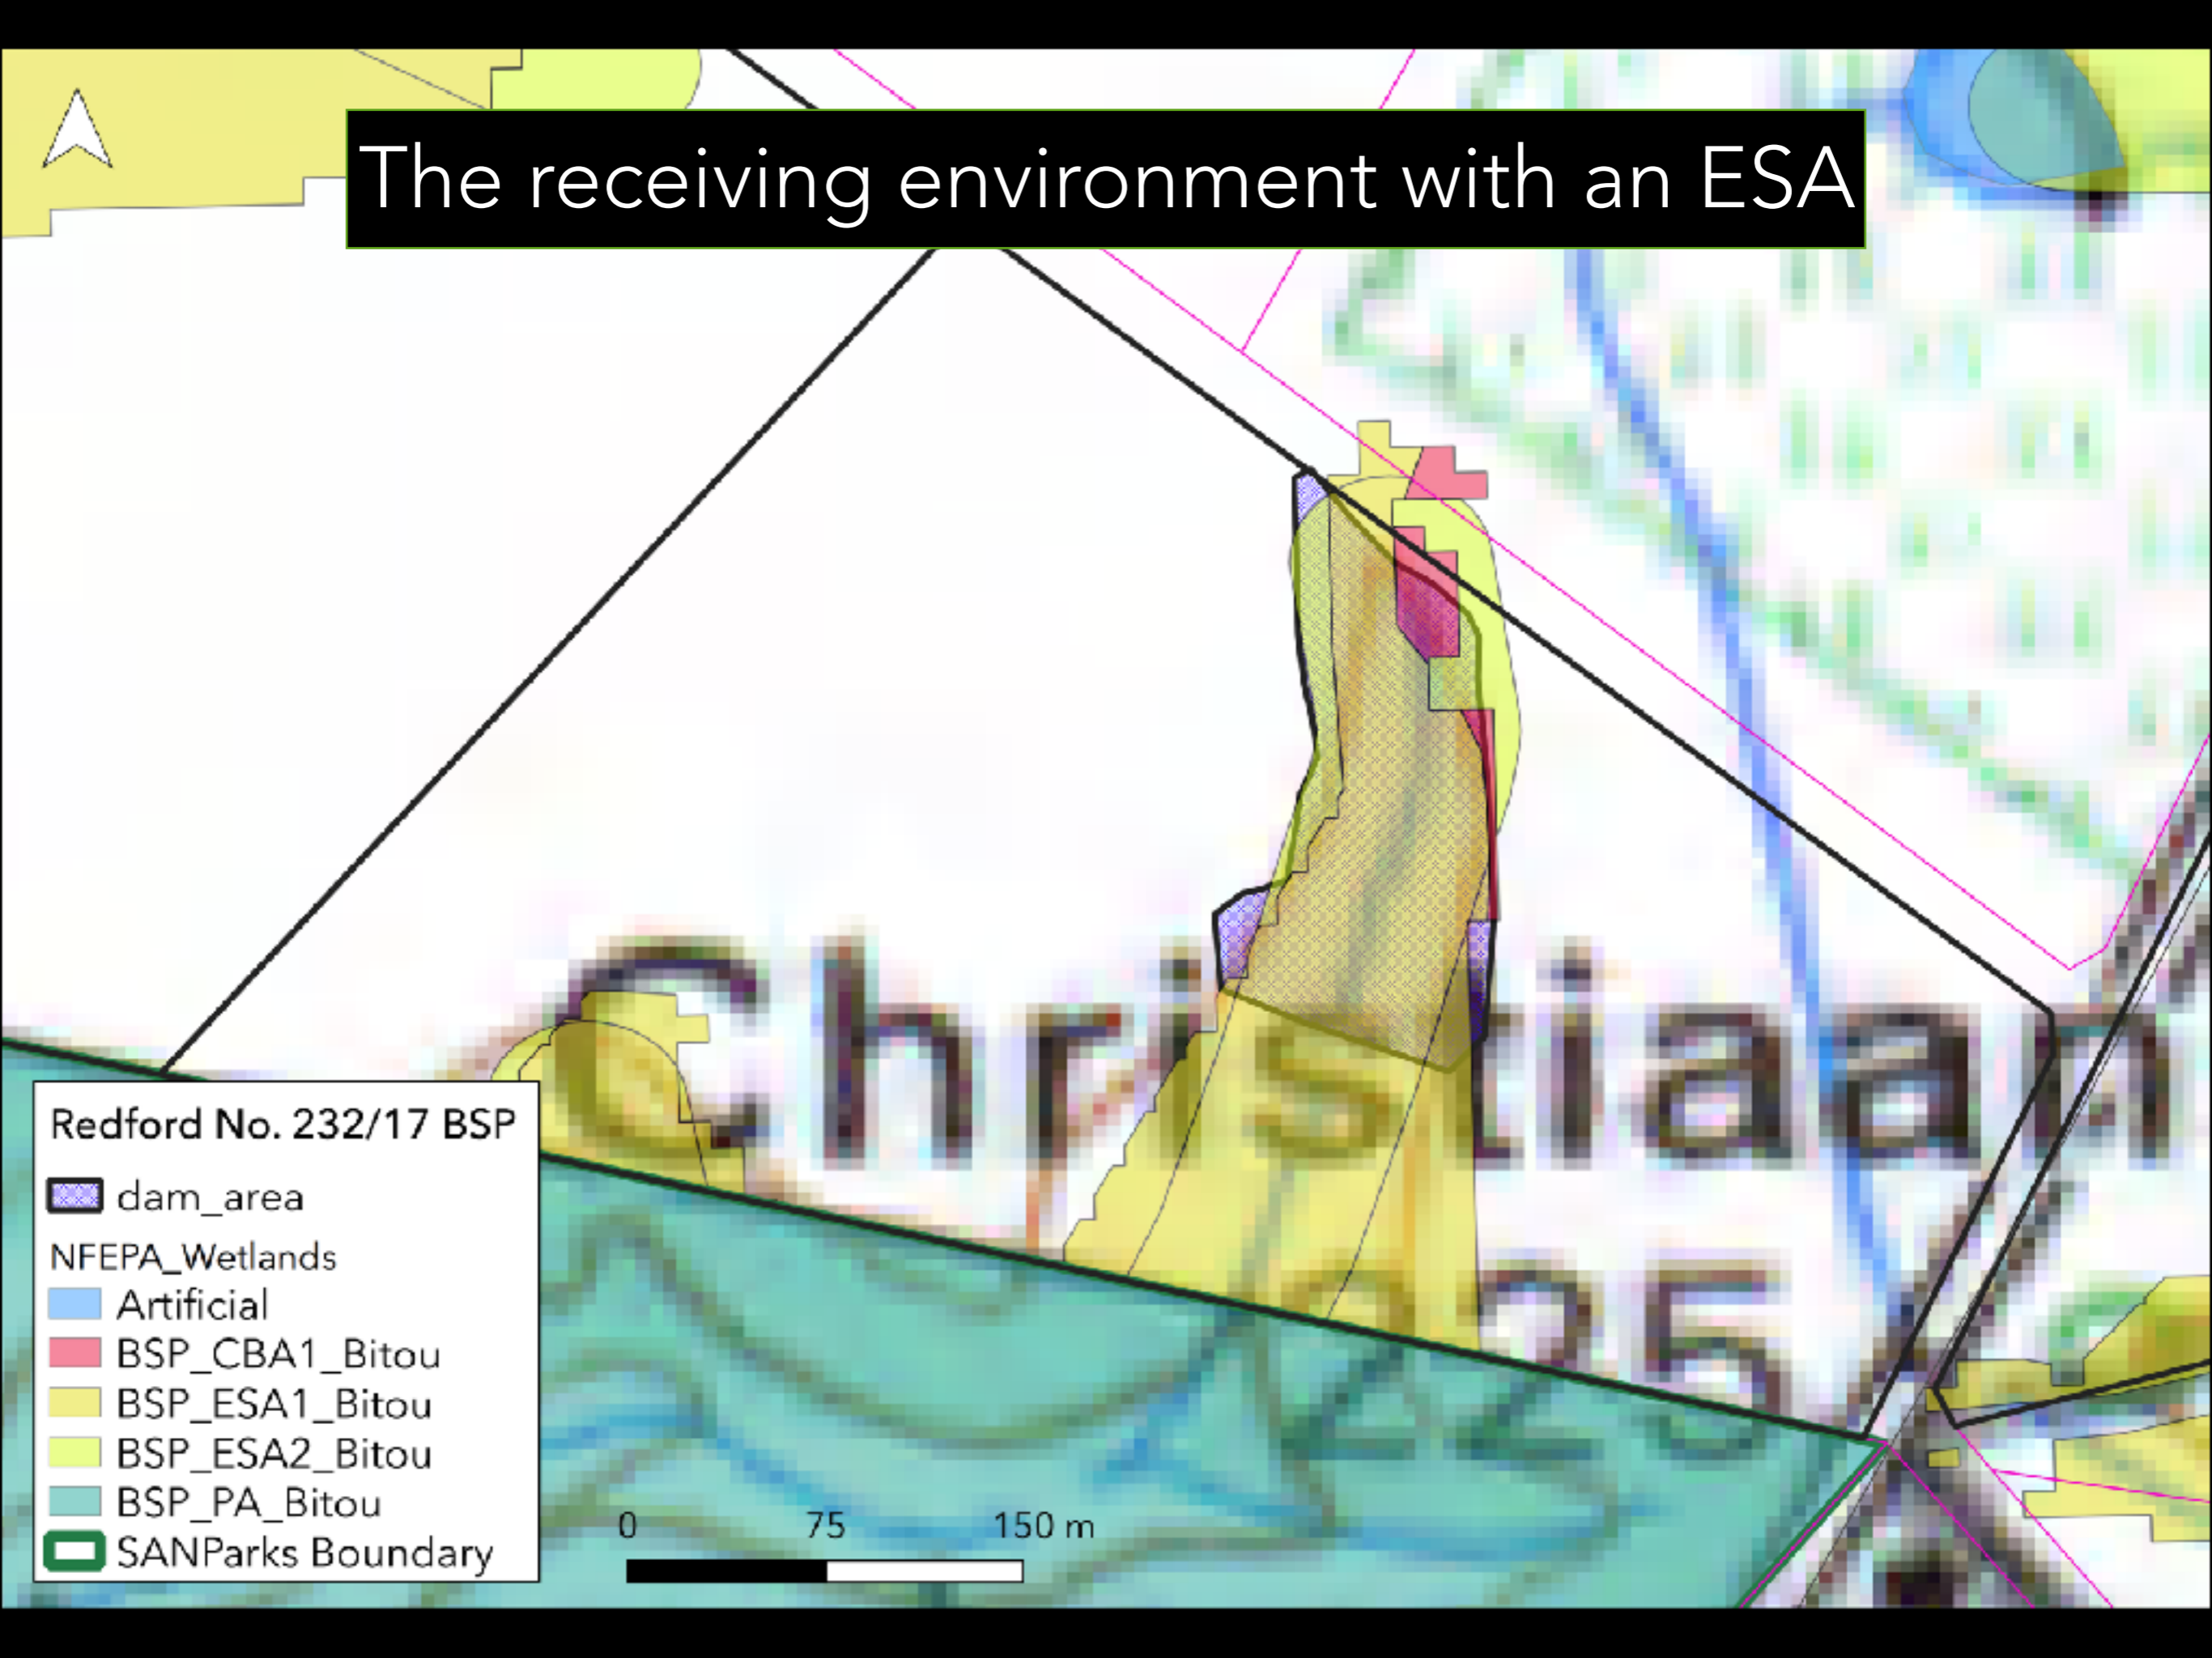 The receiving environment with an ESA
Christiaan
225
Redford No. 232/17 BSP
dam_area
NFEPA_Wetlands
Artificial
BSP_CBA1_Bitou
BSP_ESA1_Bitou
BSP_ESA2_Bitou
BSP_PA_Bitou
SANParks Boundary
0 75 150 m